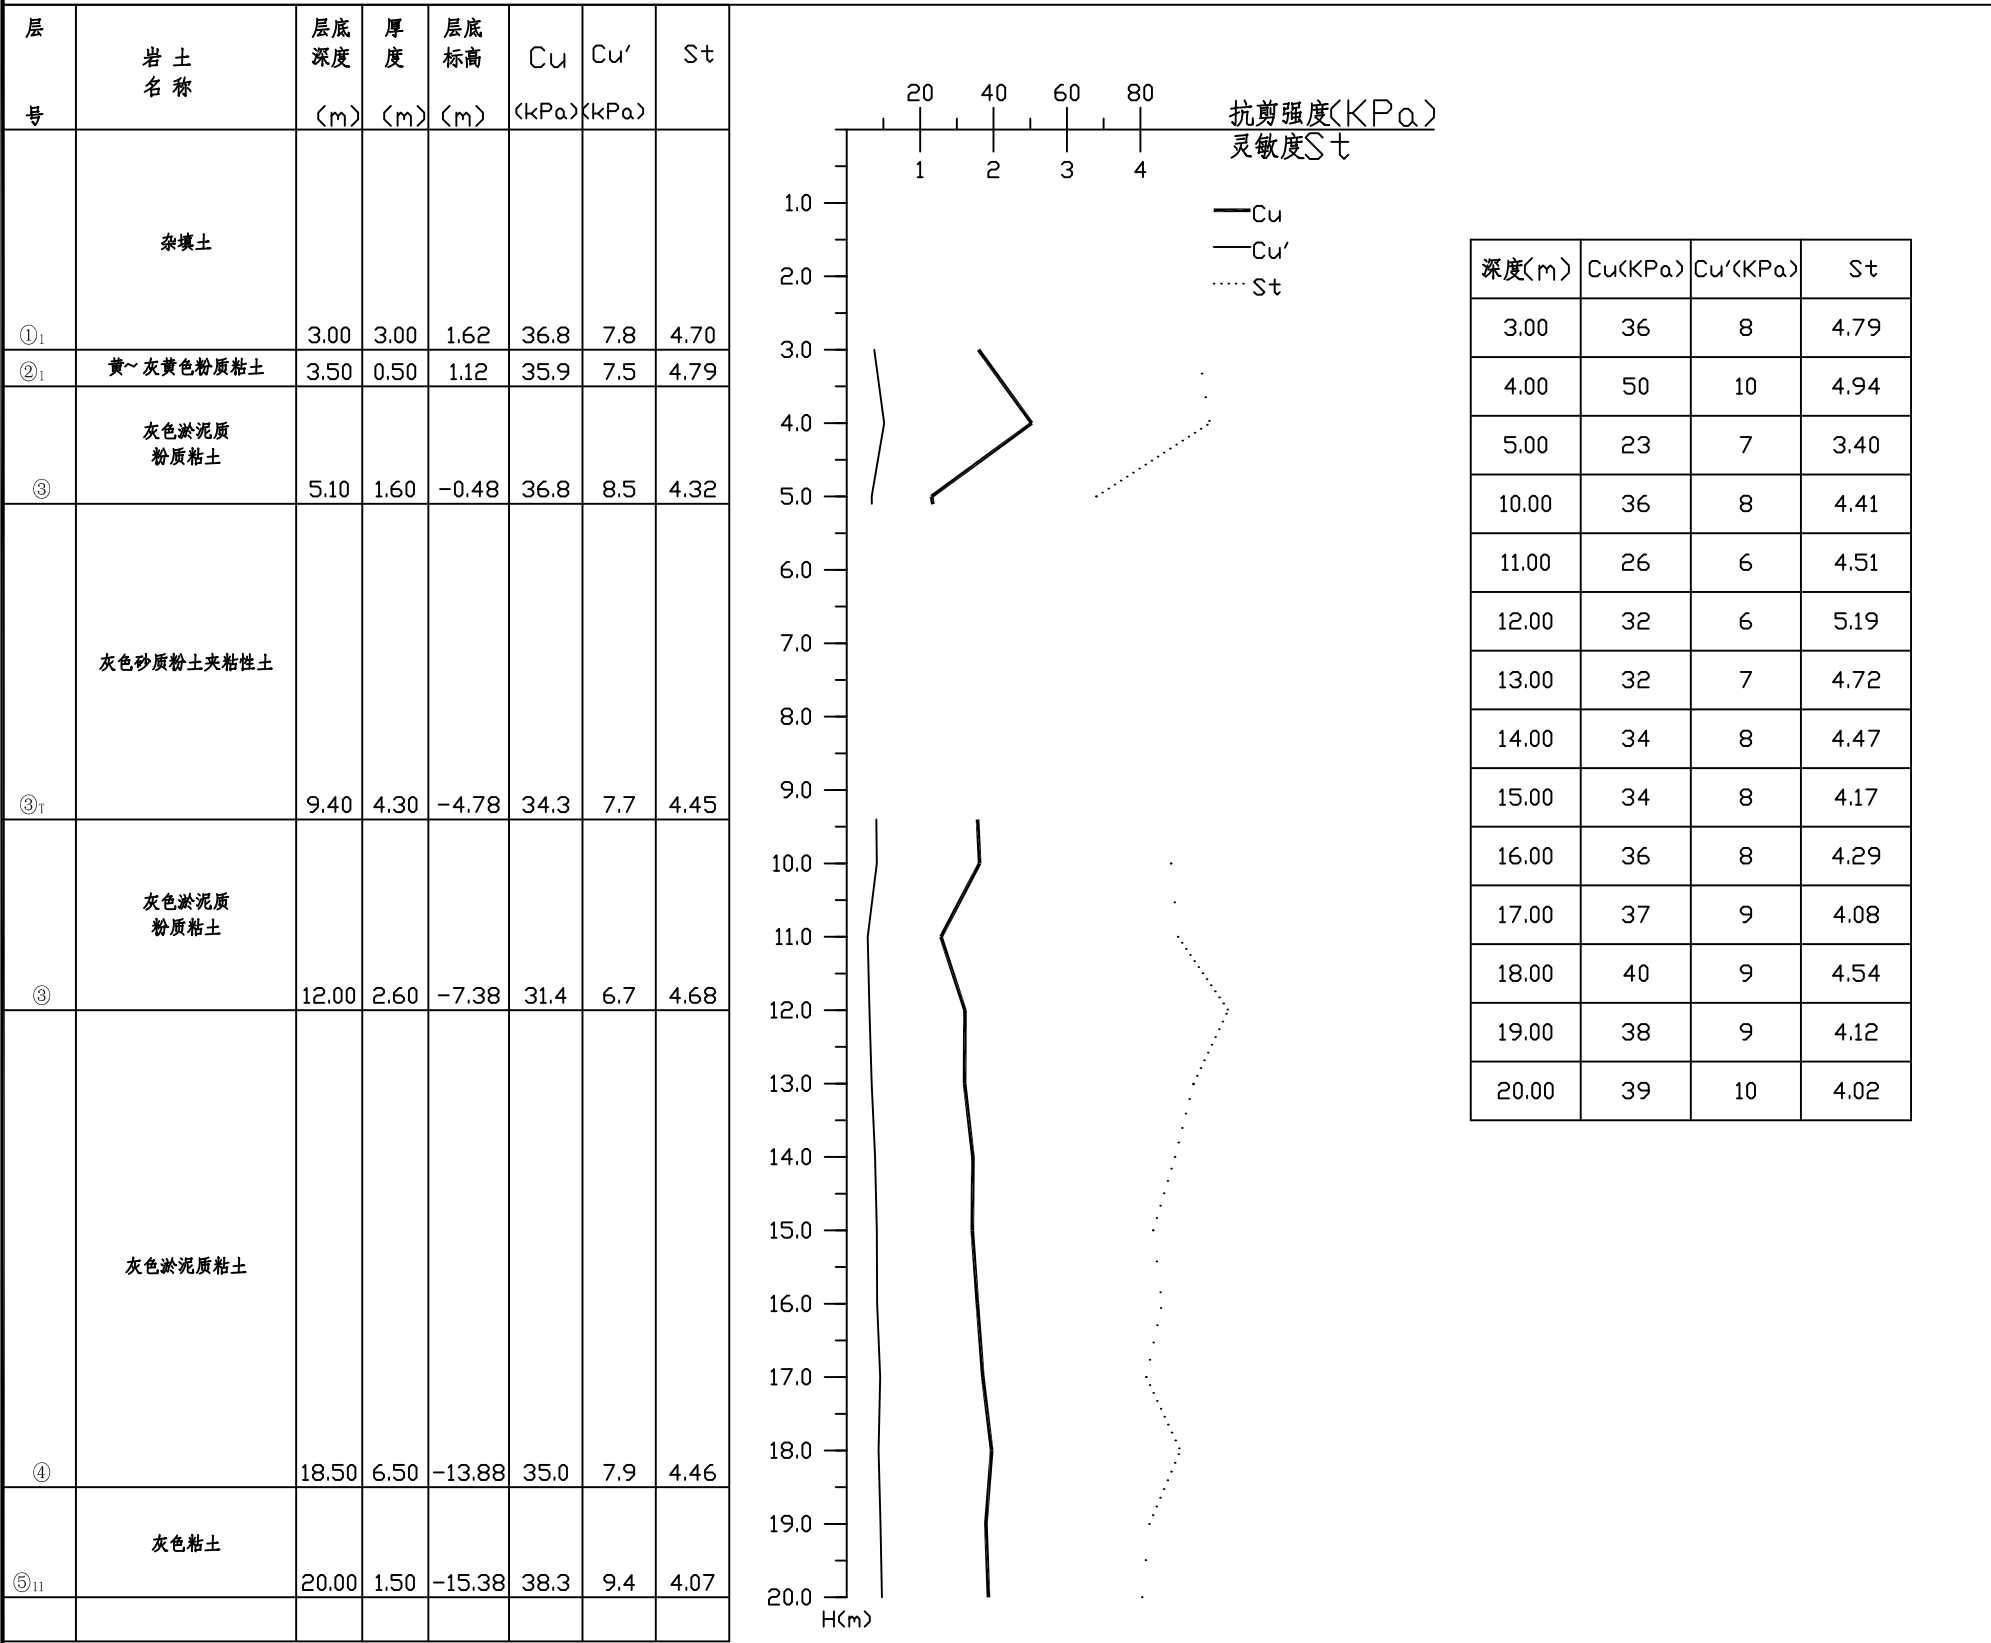 层号
岩土名称
层底深度(m)
厚度(m)
层底标高(m)
Cu(kPa)
Cu′(kPa)
St
①₁ 杂填土 3.00 3.00 1.62 36.8 7.8 4.70
②₁ 黄~灰黄色粉质粘土 3.50 0.50 1.12 35.9 7.5 4.79
灰色淤泥质
粉质粘土
③ 5.10 1.60 -0.48 36.8 8.5 4.32
③T 灰色砂质粉土夹粘性土 9.40 4.30 -4.78 34.3 7.7 4.45
灰色淤泥质
粉质粘土
③ 12.00 2.60 -7.38 31.4 6.7 4.68
④ 灰色淤泥质粘土 18.50 6.50 -13.88 35.0 7.9 4.46
⑤₁₁ 灰色粘土 20.00 1.50 -15.38 38.3 9.4 4.07
20 40 60 80
抗剪强度(KPa)
灵敏度St
1 2 3 4
Cu
Cu′
St
1.0
2.0
3.0
4.0
5.0
6.0
7.0
8.0
9.0
10.0
11.0
12.0
13.0
14.0
15.0
16.0
17.0
18.0
19.0
20.0
H(m)
深度(m) Cu(KPa) Cu′(KPa) St
3.00 36 8 4.79
4.00 50 10 4.94
5.00 23 7 3.40
10.00 36 8 4.41
11.00 26 6 4.51
12.00 32 6 5.19
13.00 32 7 4.72
14.00 34 8 4.47
15.00 34 8 4.17
16.00 36 8 4.29
17.00 37 9 4.08
18.00 40 9 4.54
19.00 38 9 4.12
20.00 39 10 4.02